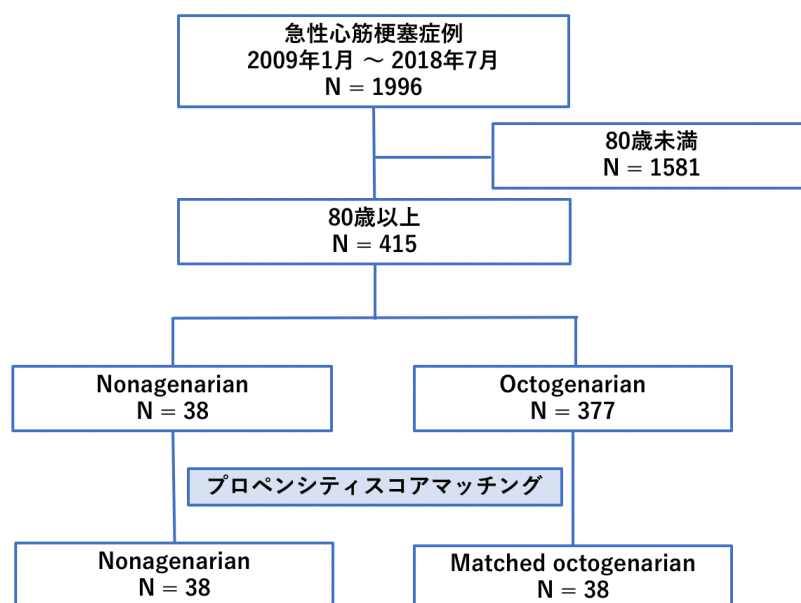 急性心筋梗塞症例
2009年1月 ～ 2018年7月
N = 1996
80歳未満
N = 1581
80歳以上
N = 415
Nonagenarian
N = 38
Octogenarian
N = 377
プロペンシティスコアマッチング
Nonagenarian
N = 38
Matched octogenarian
N = 38